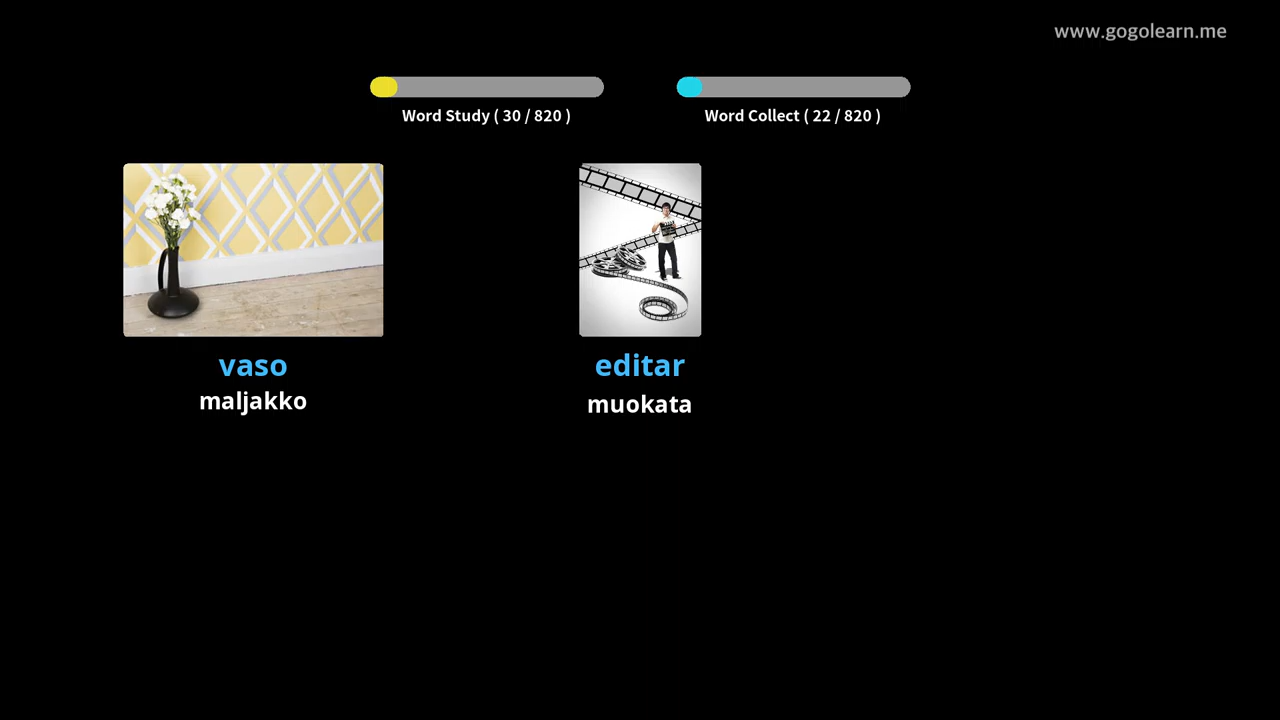 www.gogolearn.me
Word Study ( 30 / 820 )
Word Collect ( 22 / 820 )
vaso
maljakko
editar
muokata